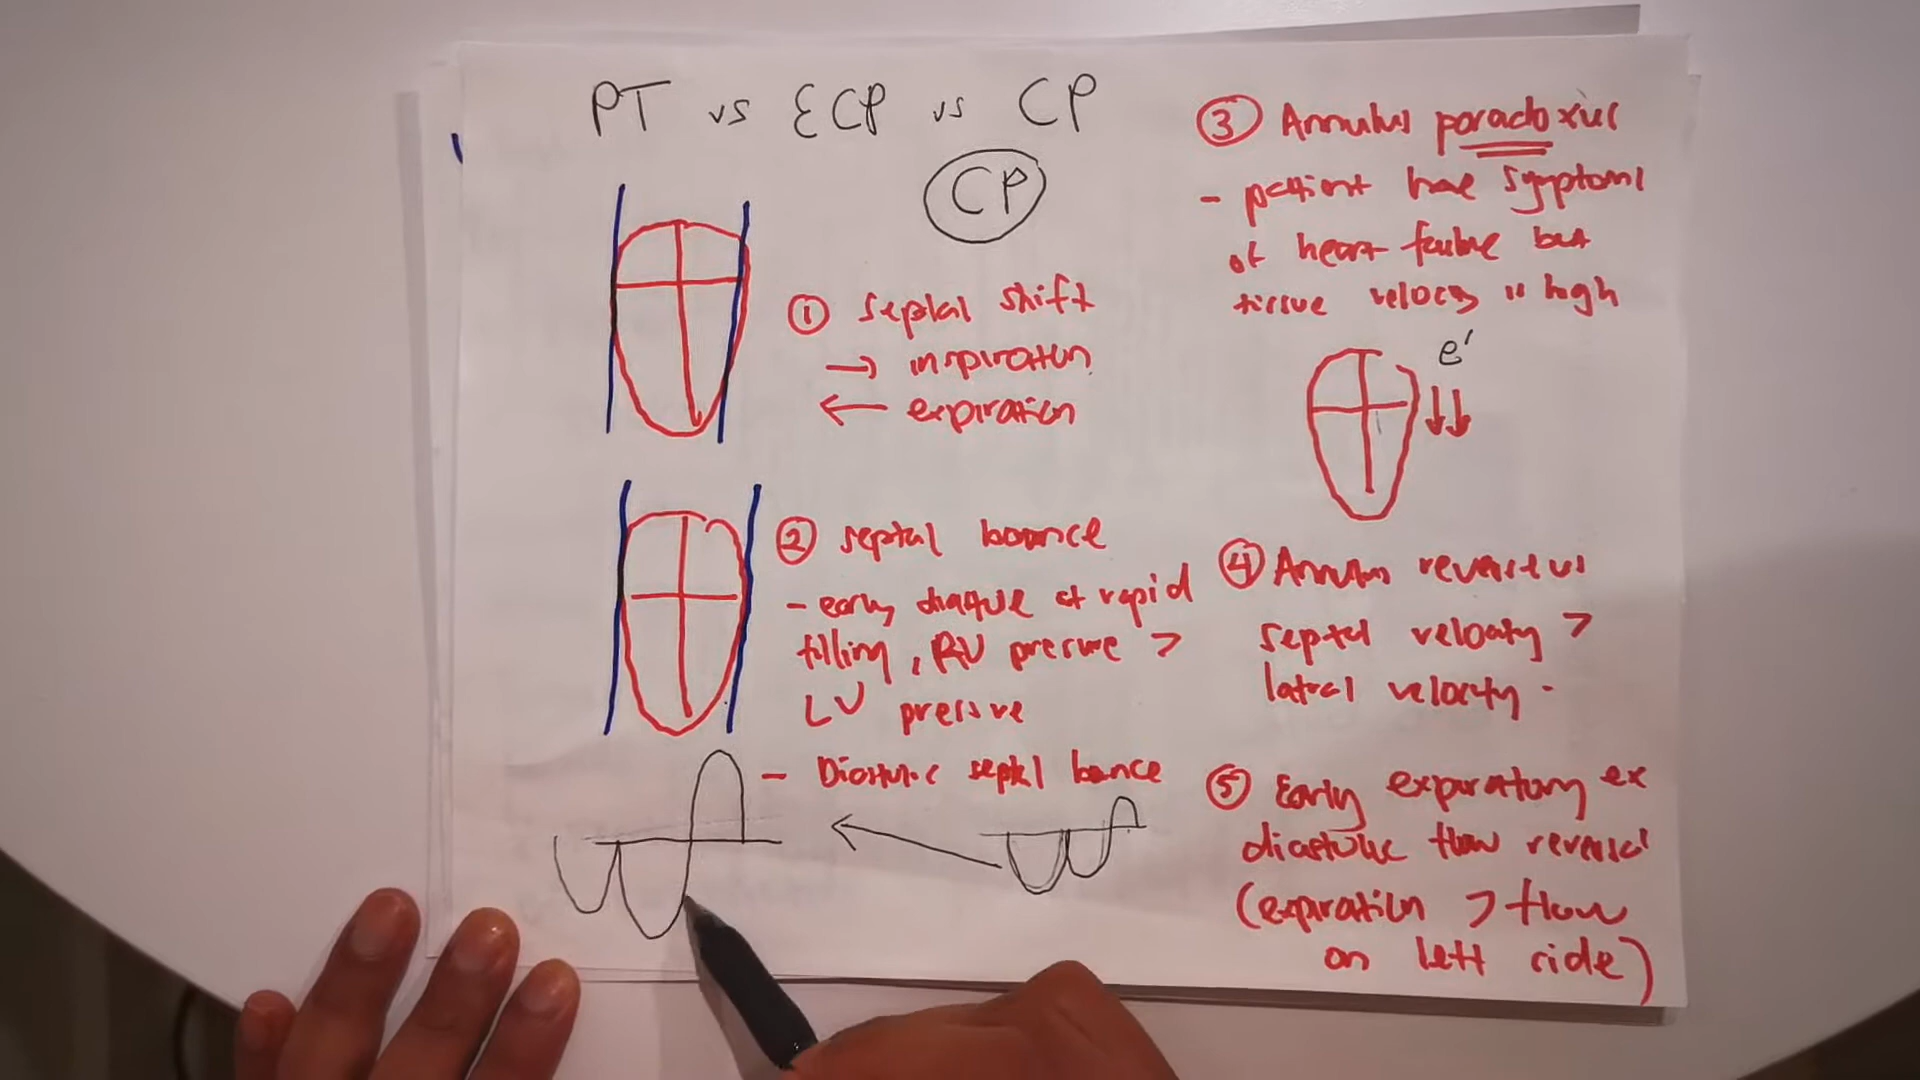 PT vs ECP vs CP
CP
① septal shift
→ inspiration
← expiration
② septal bounce
- early diastole at rapid
filling, RV pressure >
LV pressure
- Diastolic septal bounce
③ Annulus paradoxus
- patient have symptoms
of heart failure but
tissue velocity is high
e'
④ Annulus reversus
septal velocity >
lateral velocity.
⑤ Early expiratory ex
diastolic flow reversal
(expiration > flow
on left side)